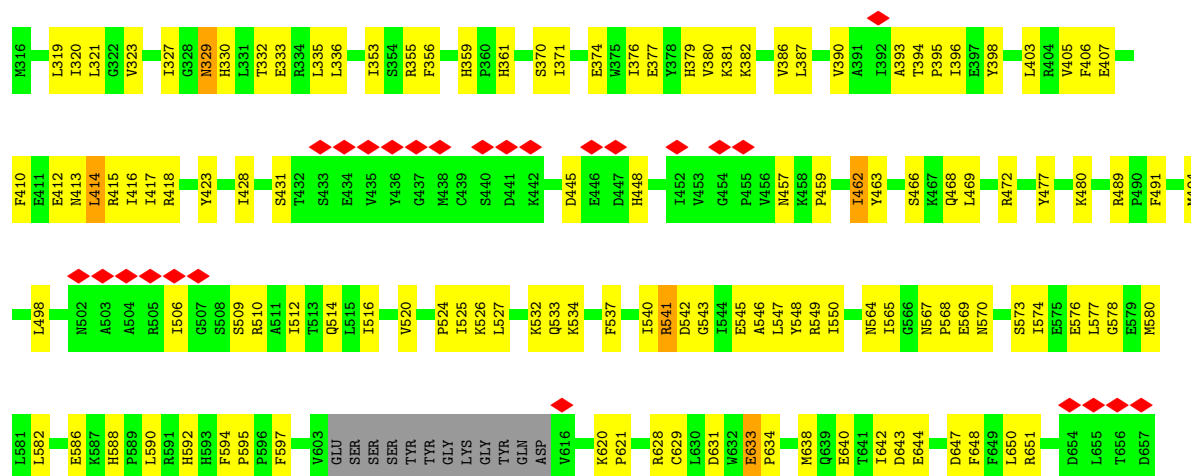 M316 L319 I320 L321 G322 V323 I327 G328 N329 H330 L331 T332 E333 R334 L335 L336 I353 S354 R355 F356 H359 P360 H361 S370 I371 E374 W375 I376 E377 Y378 H379 V380 K381 K382 V386 L387 V390 A391 I392 A393 T394 P395 I396 E397 Y398 L403 R404 V405 F406 E407
F410 E411 E412 N413 L414 R415 I416 I417 R418 Y423 I428 S431 T432 S433 E434 V435 Y436 G437 M438 C439 S440 D441 K442 D445 E446 D447 H448 I452 V453 G454 P455 V456 N457 K458 P459 I462 Y463 S466 K467 Q468 L469 R472 Y477 K480 R489 P490 F491
L498 N502 A503 A504 R505 I506 G507 S508 S509 R510 A511 I512 T513 Q514 L515 I516 V520 P524 I525 K526 L527 K532 Q533 K534 F537 I540 R541 D542 G543 I544 E545 A546 L547 Y548 R549 I550 N564 I565 G566 N567 P568 E569 N570 S573 I574 E575 E576 L577 G578 E579 M580
L581 L582 E586 K587 H588 P589 L590 R591 H592 H593 F594 P595 P596 F597 V603 GLU SER SER SER TYR TYR GLY LYS GLY TYR GLN ASP V616 K620 P621 R628 C629 L630 D631 W632 E633 P634 M638 Q639 E640 T641 I642 D643 E644 D647 F648 F649 L650 R651 D654 L655 I656 D657